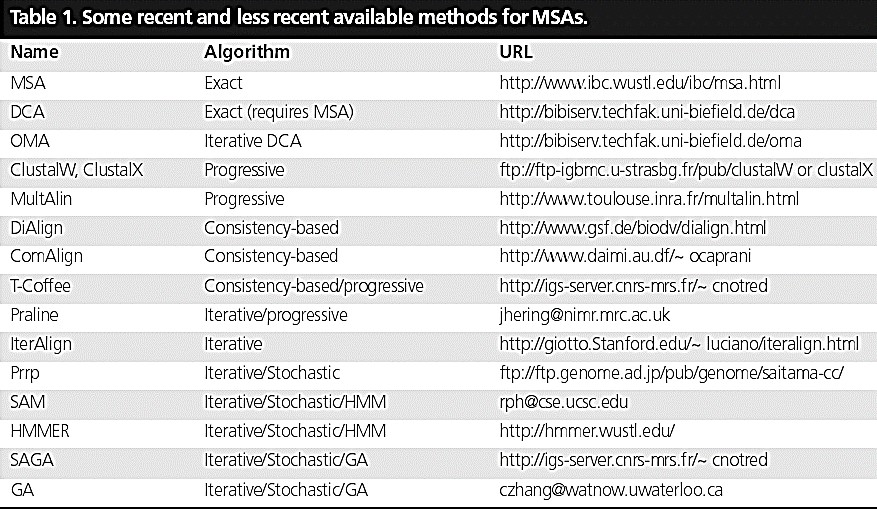 Table 1. Some recent and less recent available methods for MSAs.
Name Algorithm URL
MSA Exact http://www.ibc.wustl.edu/ibc/msa.html
DCA Exact (requires MSA) http://bibiserv.techfak.uni-biefield.de/dca
OMA Iterative DCA http://bibiserv.techfak.uni-biefield.de/oma
ClustalW, ClustalX Progressive ftp://ftp-igbmc.u-strasbg.fr/pub/clustalW or clustalX
MultAlin Progressive http://www.toulouse.inra.fr/multalin.html
DiAlign Consistency-based http://www.gsf.de/biodv/dialign.html
ComAlign Consistency-based http://www.daimi.au.df/~ ocaprani
T-Coffee Consistency-based/progressive http://igs-server.cnrs-mrs.fr/~ cnotred
Praline Iterative/progressive jhering@nimr.mrc.ac.uk
IterAlign Iterative http://giotto.Stanford.edu/~ luciano/iteralign.html
Prrp Iterative/Stochastic ftp://ftp.genome.ad.jp/pub/genome/saitama-cc/
SAM Iterative/Stochastic/HMM rph@cse.ucsc.edu
HMMER Iterative/Stochastic/HMM http://hmmer.wustl.edu/
SAGA Iterative/Stochastic/GA http://igs-server.cnrs-mrs.fr/~ cnotred
GA Iterative/Stochastic/GA czhang@watnow.uwaterloo.ca